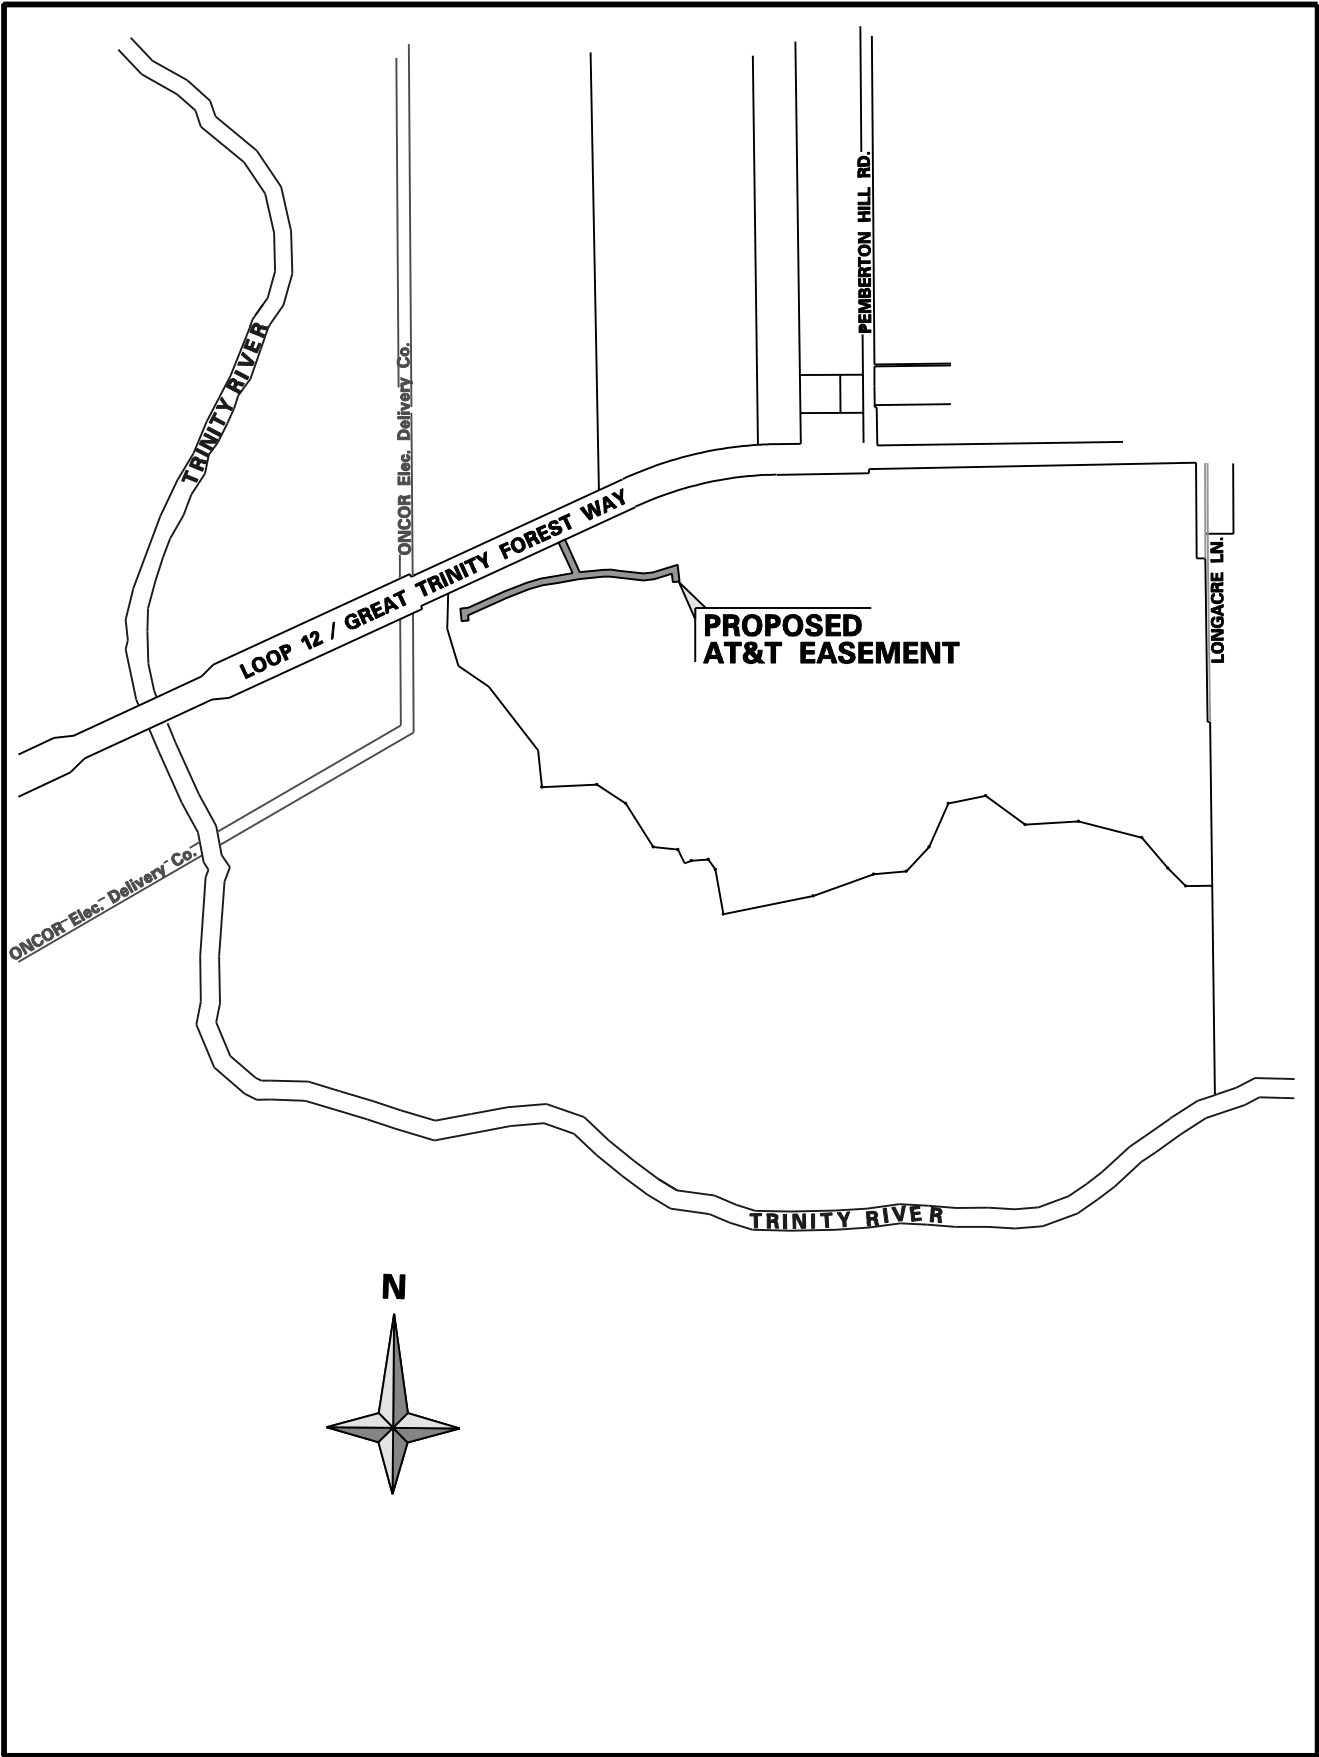 PEMBERTON HILL RD.
TRINITY RIVER
ONCOR Elec. Delivery Co.
LOOP 12 / GREAT TRINITY FOREST WAY
LONGACRE LN.
PROPOSED
AT&T EASEMENT
ONCOR Elec. Delivery Co.
TRINITY RIVER
N